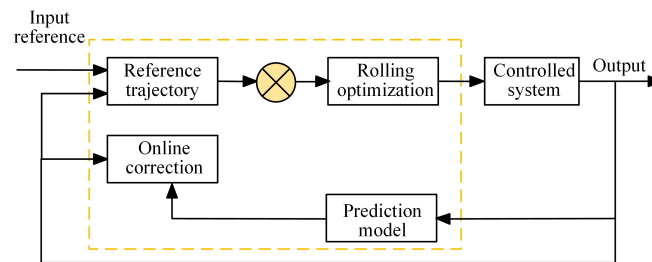 Input
reference
Reference
trajectory
Rolling
optimization
Controlled
system
Output
Online
correction
Prediction
model